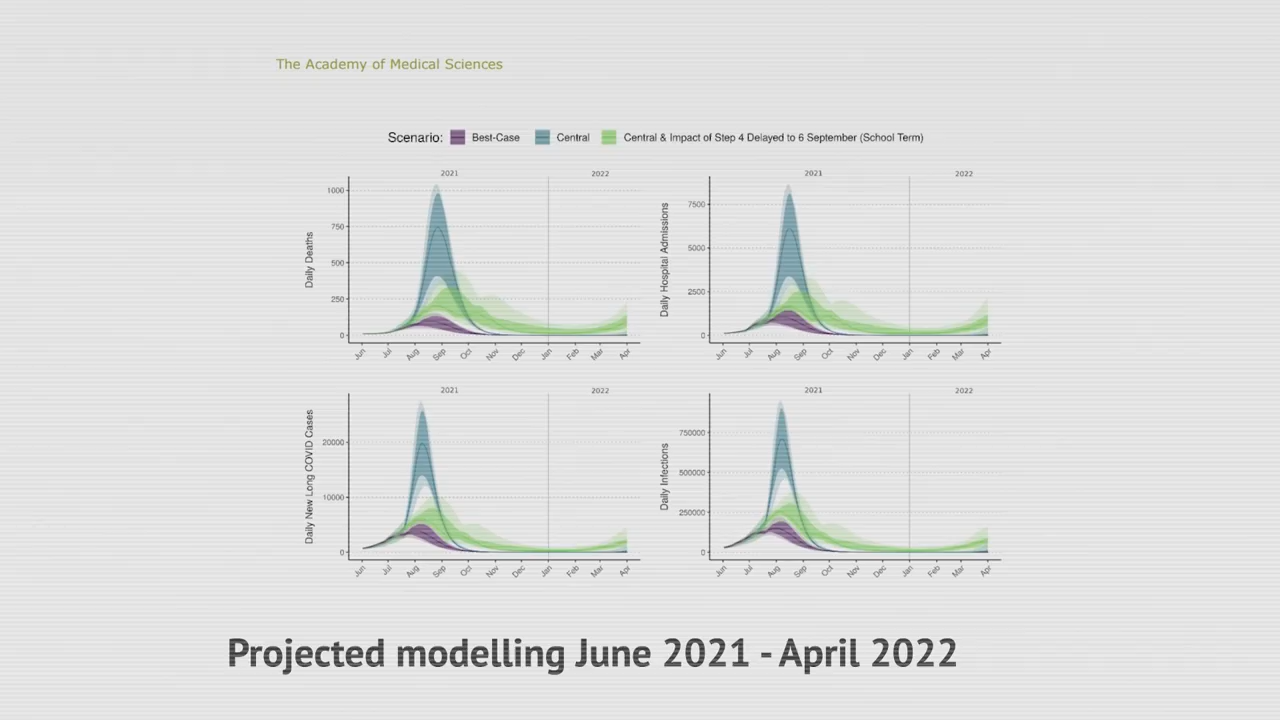 The Academy of Medical Sciences
Scenario: Best-Case Central Central & Impact of Step 4 Delayed to 6 September (School Term)
2021 2022
Daily Deaths
1000
750
500
250
0
Jun Jul Aug Sep Oct Nov Dec Jan Feb Mar Apr
2021 2022
Daily Hospital Admissions
7500
5000
2500
0
Jun Jul Aug Sep Oct Nov Dec Jan Feb Mar Apr
2021 2022
Daily New Long COVID Cases
20000
10000
0
Jun Jul Aug Sep Oct Nov Dec Jan Feb Mar Apr
2021 2022
Daily Infections
750000
500000
250000
0
Jun Jul Aug Sep Oct Nov Dec Jan Feb Mar Apr
Projected modelling June 2021 - April 2022